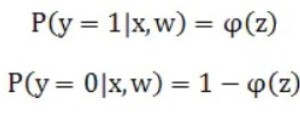 P(y = 1|x,w) = φ(z)
P(y = 0|x,w) = 1 − φ(z)